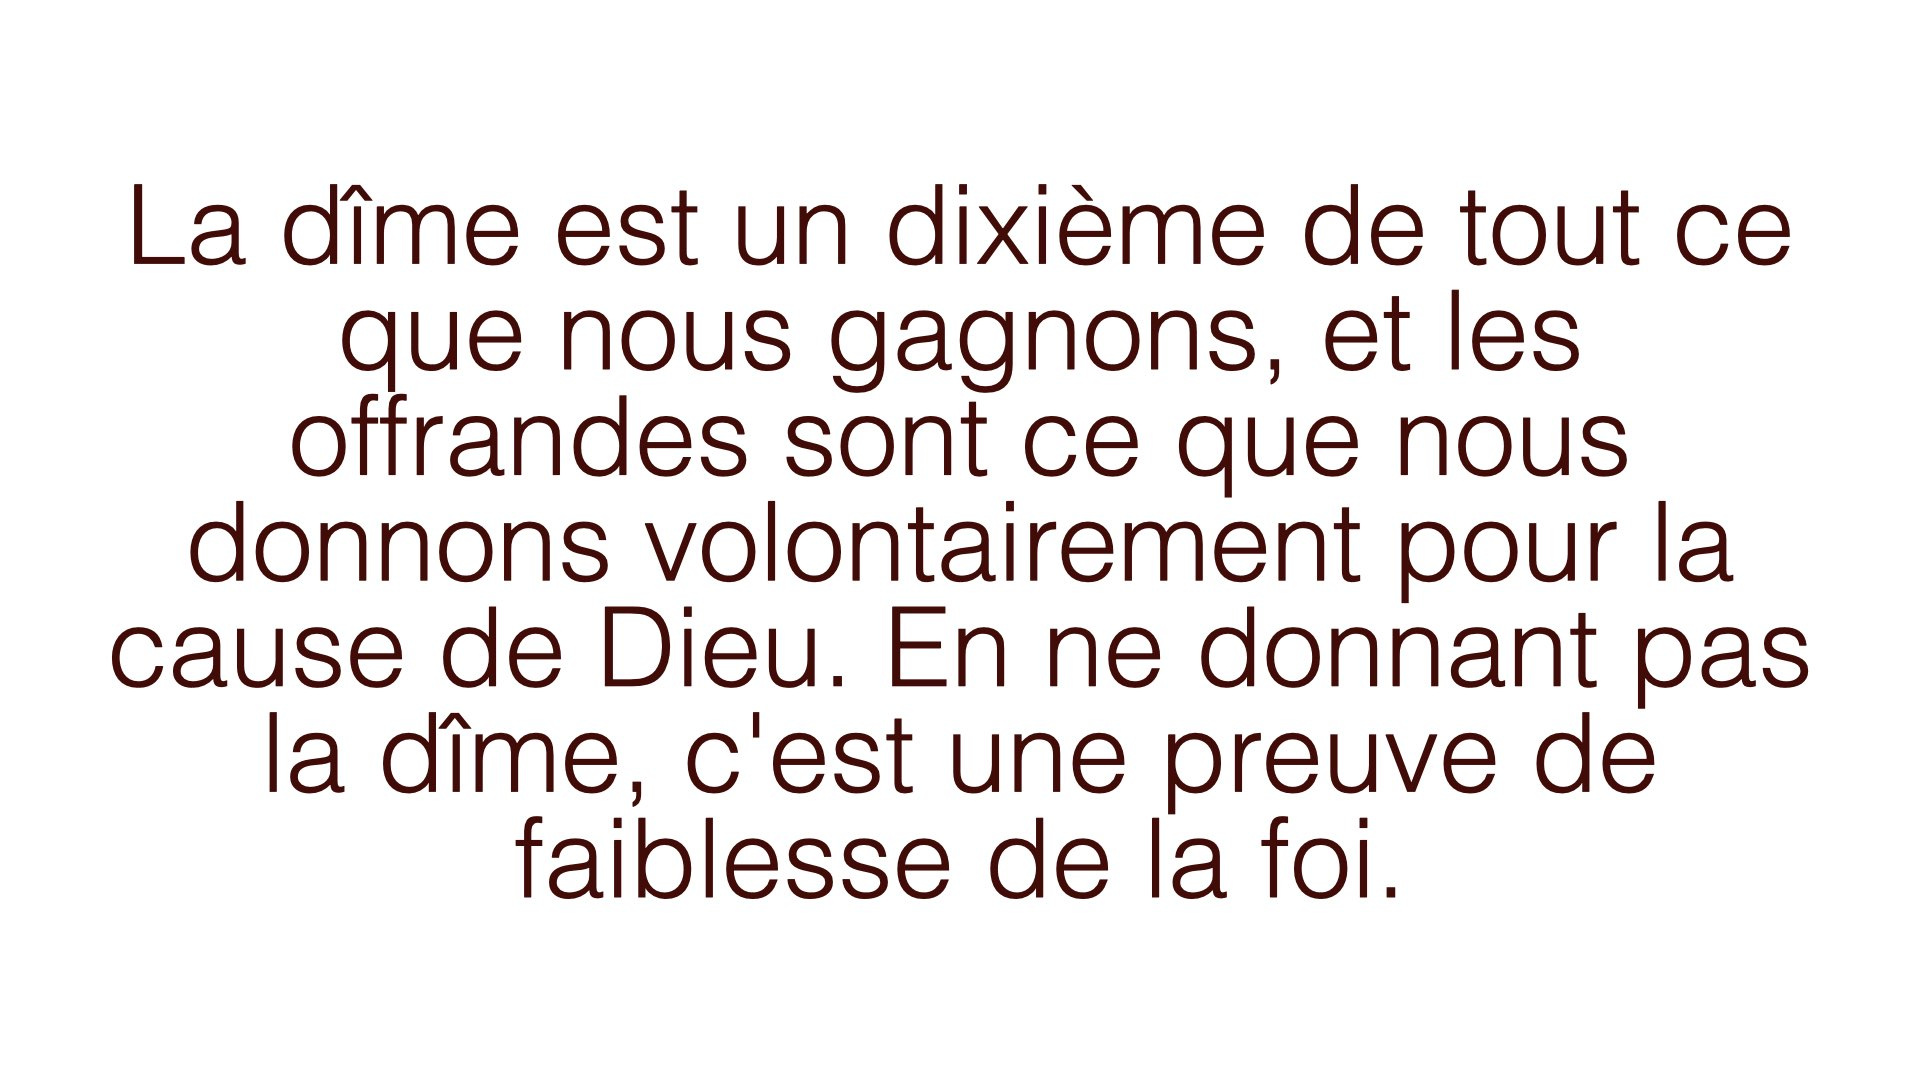 La dîme est un dixième de tout ce
que nous gagnons, et les
offrandes sont ce que nous
donnons volontairement pour la
cause de Dieu. En ne donnant pas
la dîme, c'est une preuve de
faiblesse de la foi.